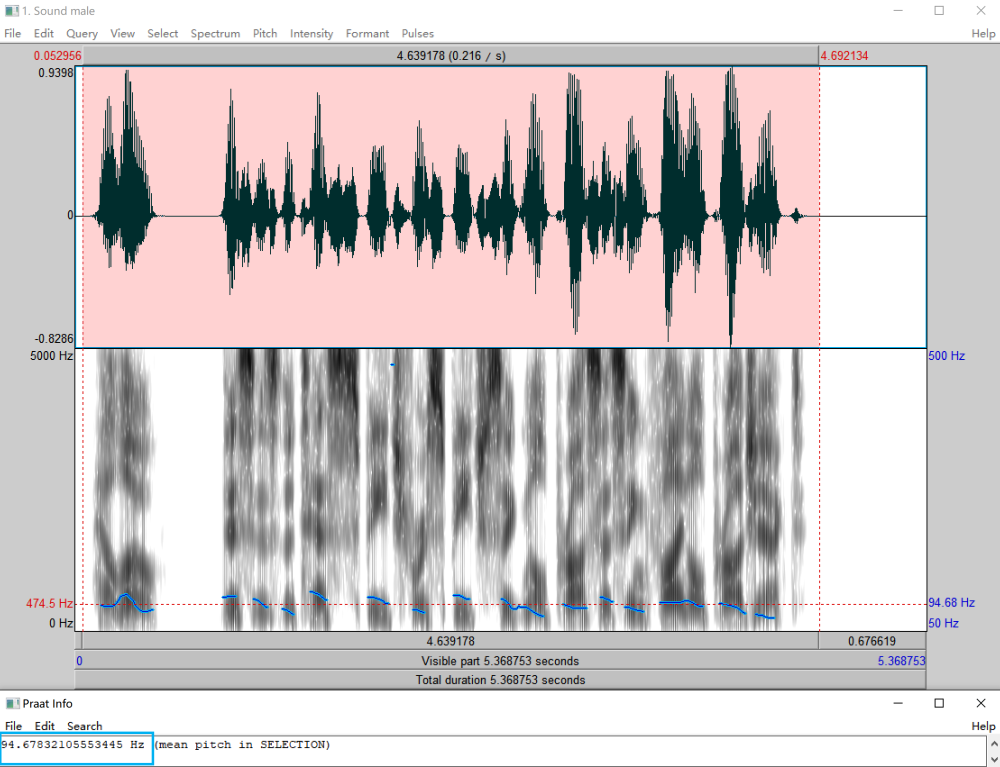 1. Sound male
File Edit Query View Select Spectrum Pitch Intensity Formant Pulses Help
0.052956 4.639178 (0.216 / s) 4.692134
0.9398
0
-0.8286
5000 Hz 500 Hz
474.5 Hz 94.68 Hz
0 Hz 50 Hz
4.639178 0.676619
0 Visible part 5.368753 seconds 5.368753
Total duration 5.368753 seconds
Praat Info
File Edit Search Help
94.67832105553445 Hz (mean pitch in SELECTION)